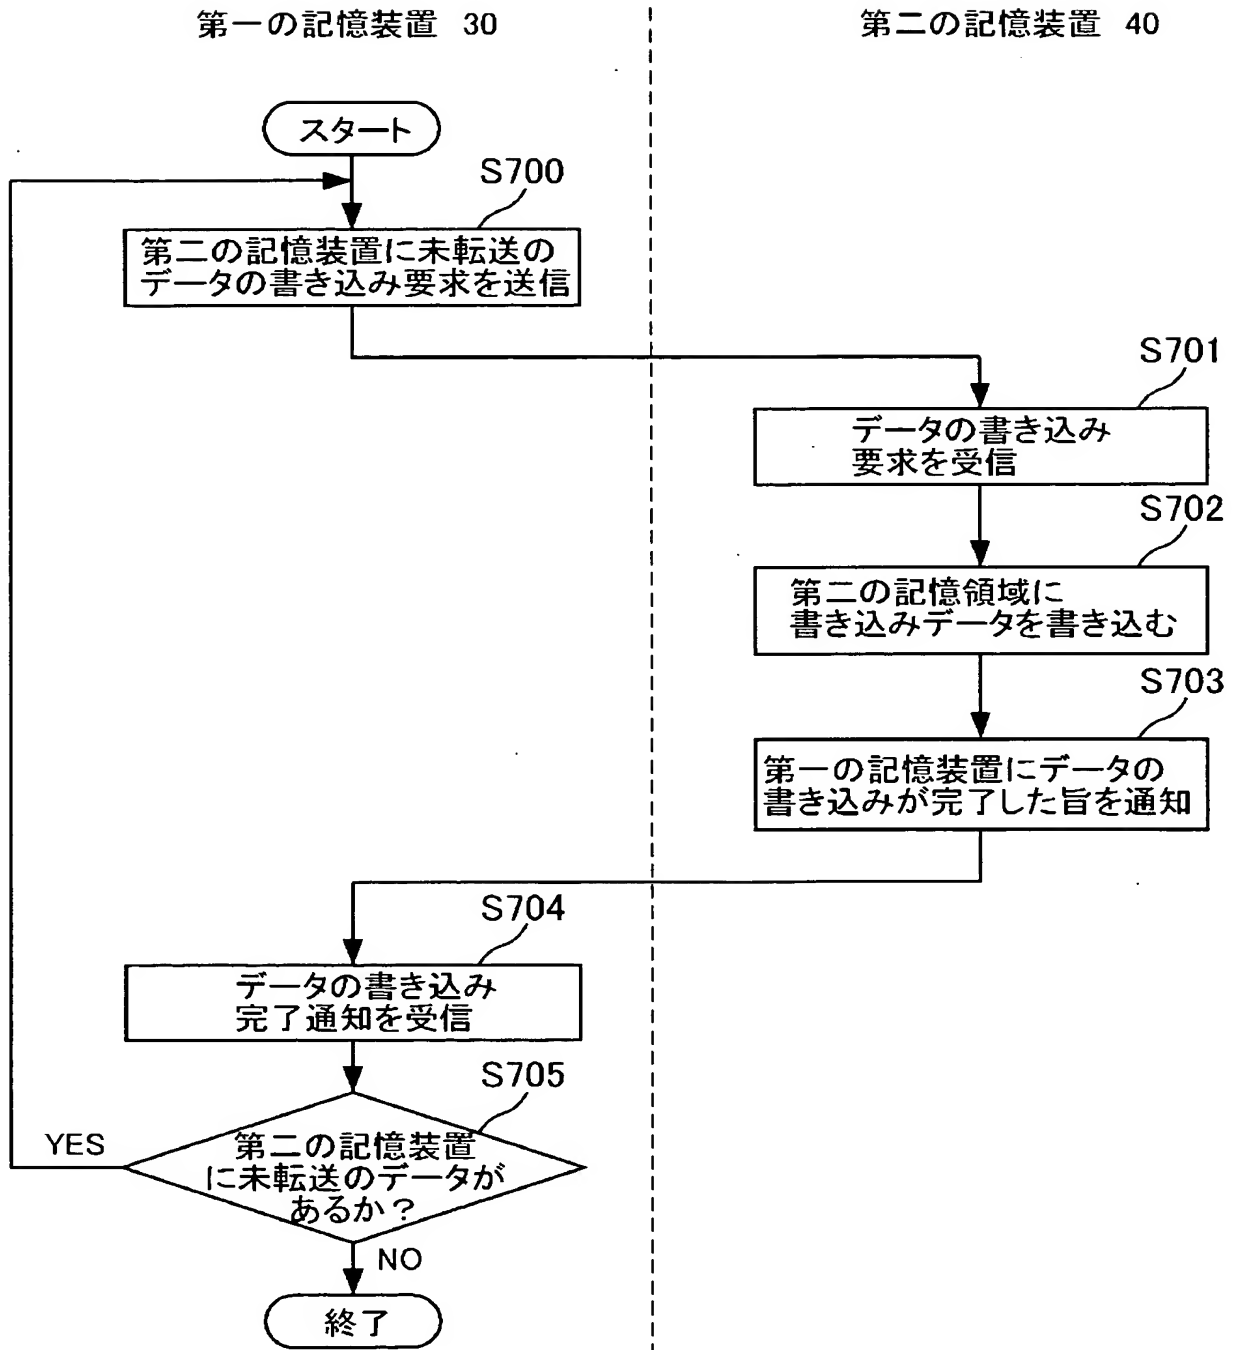 第一の記憶装置 30
第二の記憶装置 40
スタート
S700
第二の記憶装置に未転送の
データの書き込み要求を送信
S701
データの書き込み
要求を受信
S702
第二の記憶領域に
書き込みデータを書き込む
S703
第一の記憶装置にデータの
書き込みが完了した旨を通知
S704
データの書き込み
完了通知を受信
S705
第二の記憶装置
に未転送のデータが
あるか？
YES
NO
終了